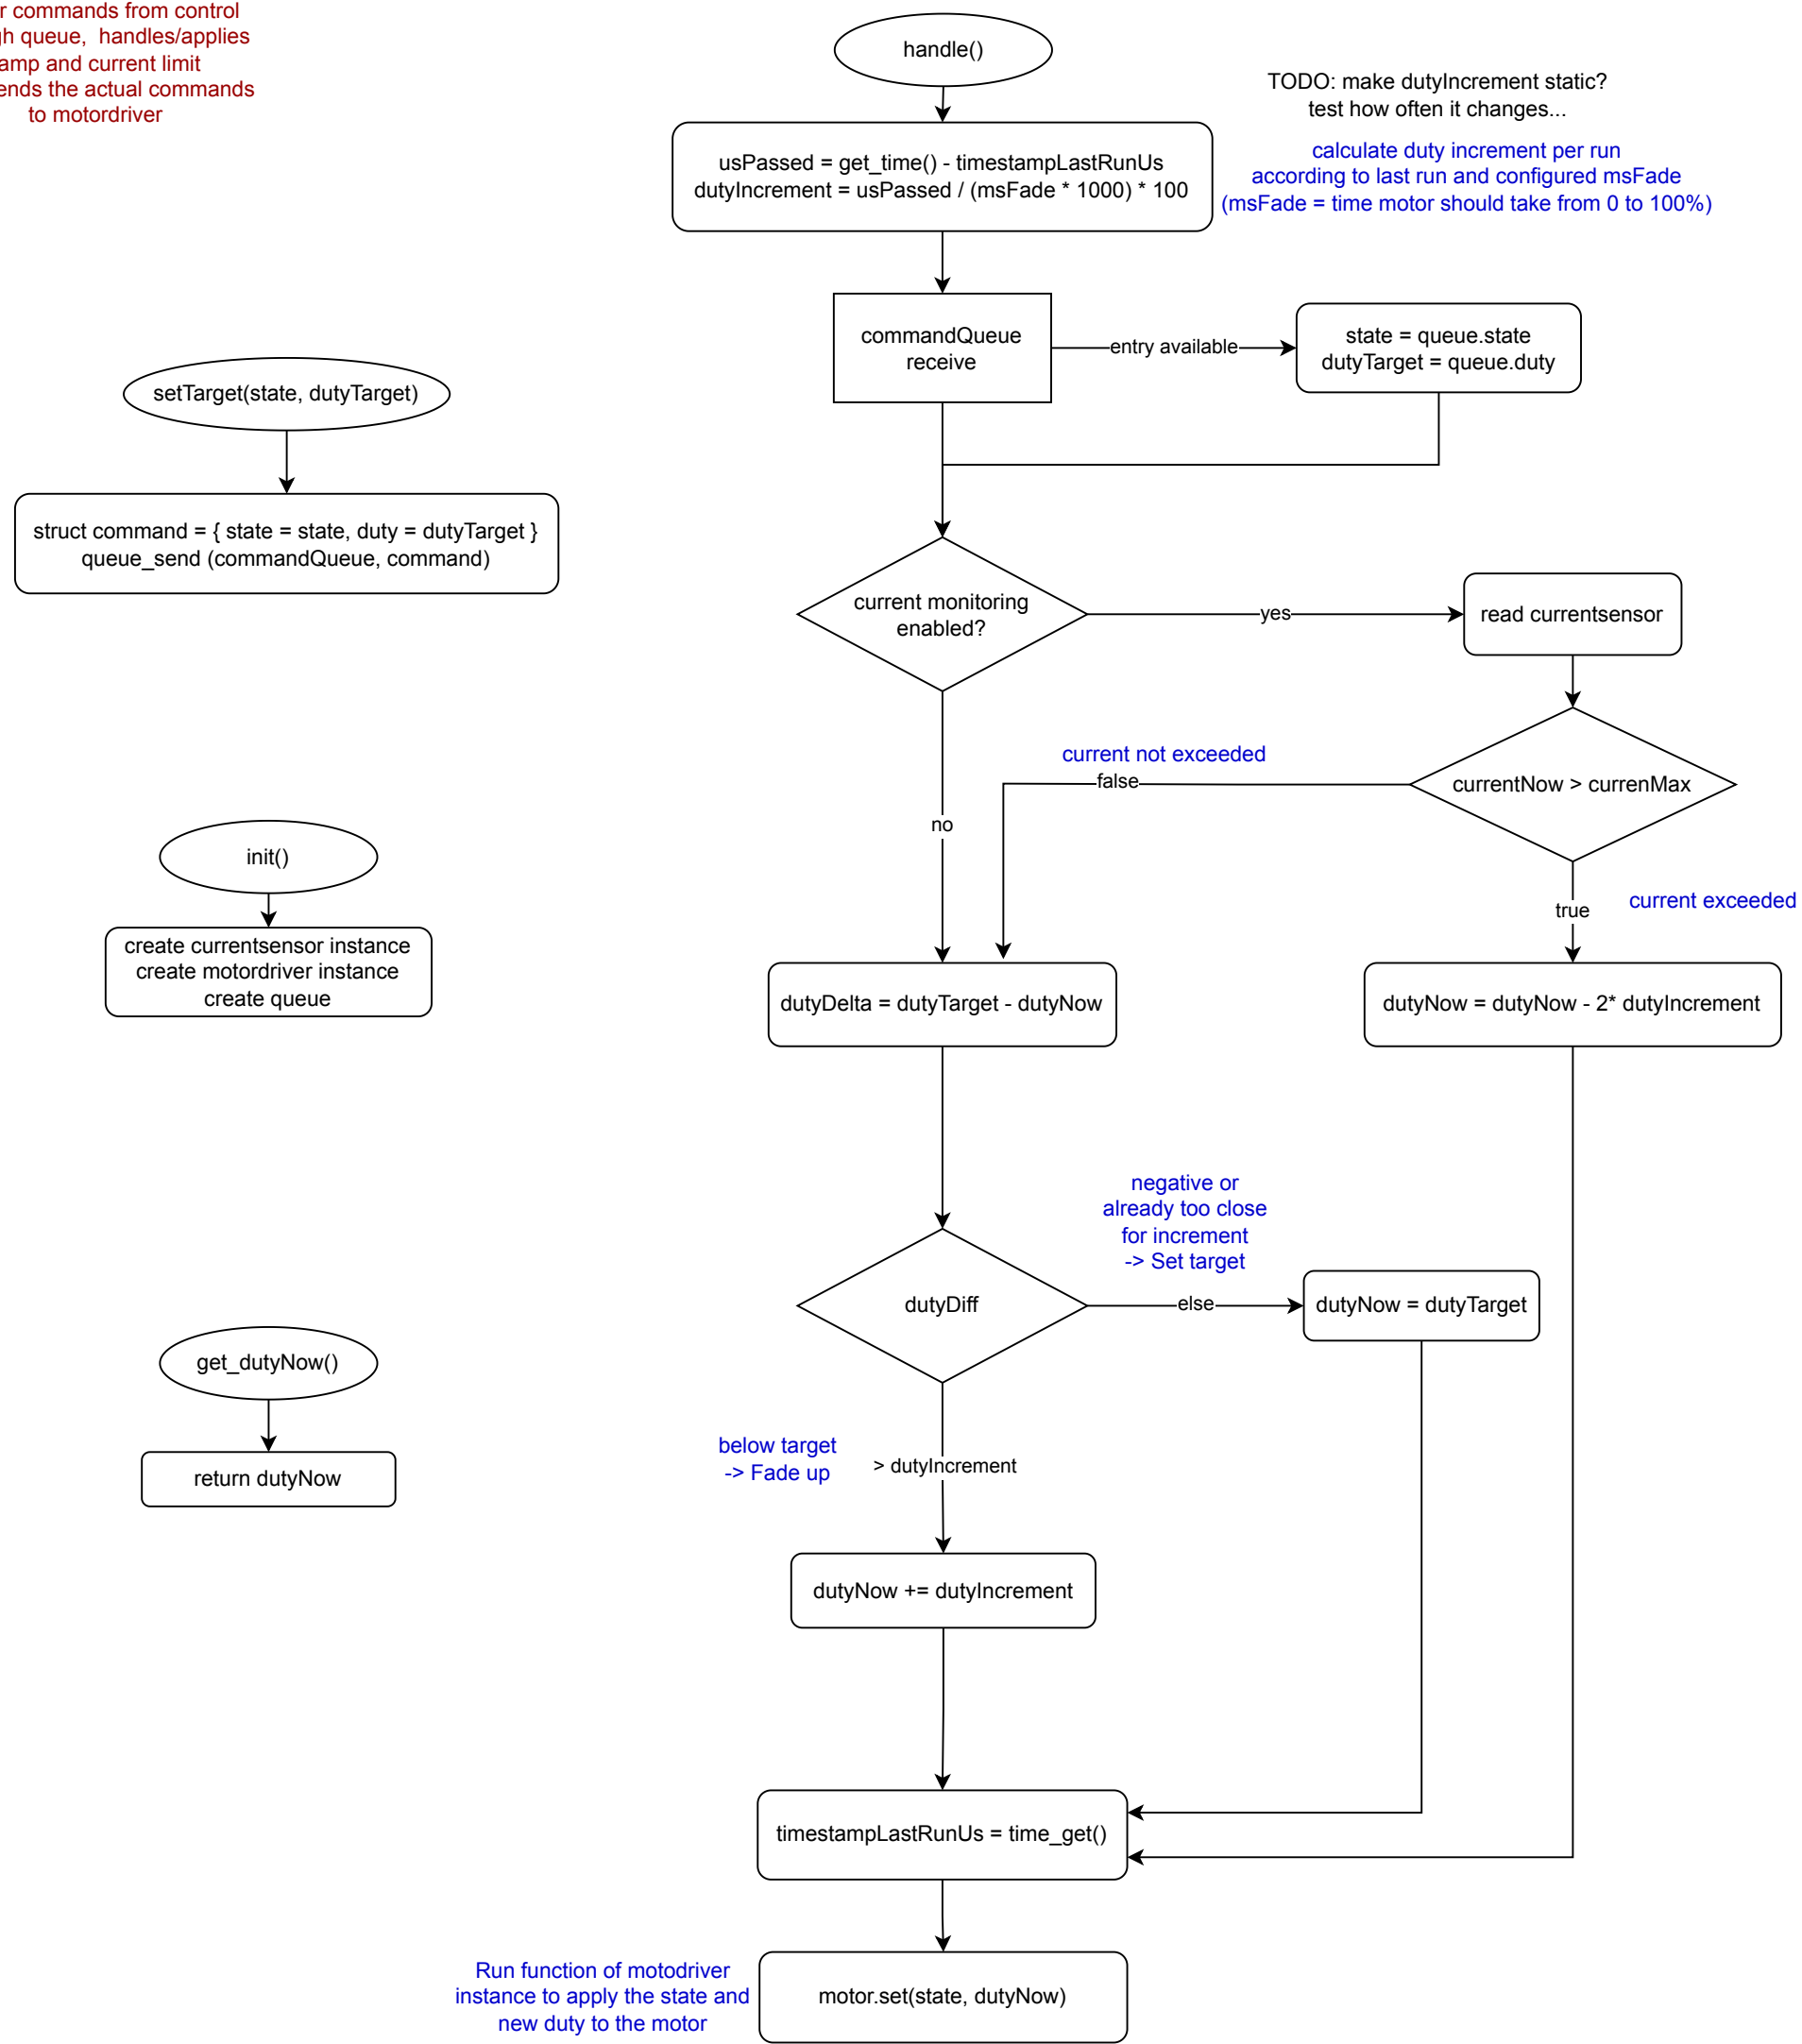 commands from control
queue, handles/applies
and current limit
the actual commands
to motordriver
handle()
TODO: make dutyIncrement static?
test how often it changes...
usPassed = get_time() - timestampLastRunUs
dutyIncrement = usPassed / (msFade * 1000) * 100
calculate duty increment per run
according to last run and configured msFade
(msFade = time motor should take from 0 to 100%)
commandQueue
receive
entry available
state = queue.state
dutyTarget = queue.duty
setTarget(state, dutyTarget)
struct command = { state = state, duty = dutyTarget }
queue_send (commandQueue, command)
current monitoring
enabled?
yes
read currentsensor
current not exceeded
false
currentNow > currenMax
no
true
current exceeded
init()
create currentsensor instance
create motordriver instance
create queue
dutyDelta = dutyTarget - dutyNow
dutyNow = dutyNow - 2* dutyIncrement
negative or
already too close
for increment
-> Set target
dutyDiff
else
dutyNow = dutyTarget
get_dutyNow()
return dutyNow
below target
-> Fade up
> dutyIncrement
dutyNow += dutyIncrement
timestampLastRunUs = time_get()
Run function of motodriver
instance to apply the state and
new duty to the motor
motor.set(state, dutyNow)